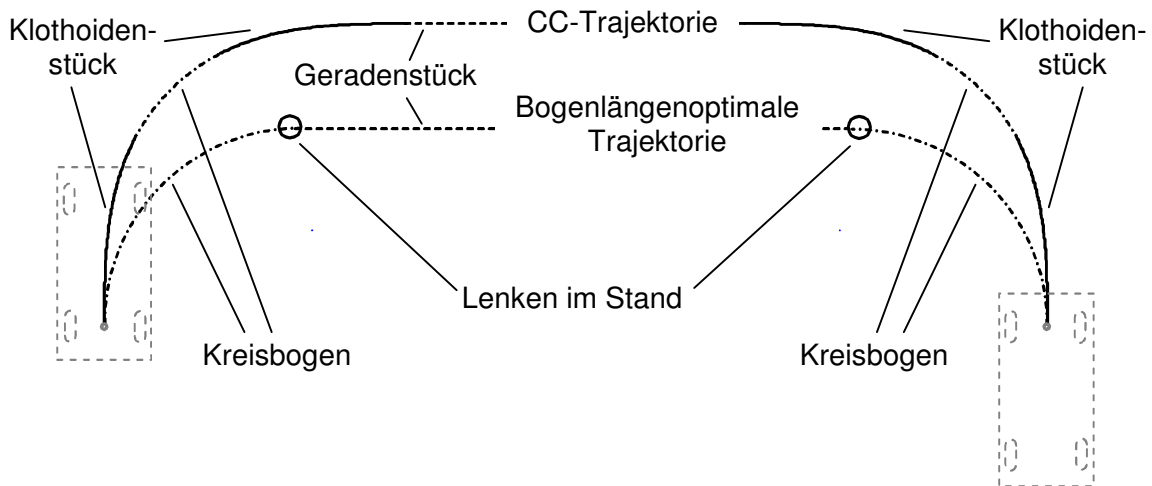 Klothoiden-
stück
CC-Trajektorie
Klothoiden-
stück
Geradenstück
Bogenlängenoptimale
Trajektorie
Lenken im Stand
Kreisbogen
Kreisbogen